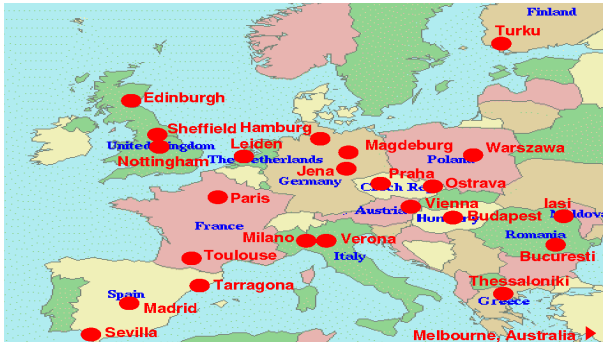 Finland
Turku
Edinburgh
Sheffield
Hamburg
United Kingdom
Leiden
Magdeburg
Warszawa
Nottingham
The Netherlands
Poland
Jena
Praha
Germany
Czech Re
Ostrava
Paris
Vienna
Iasi
Austria
Hungary
Budapest
Moldova
France
Romania
Milano
Verona
Toulouse
Italy
Bucuresti
Tarragona
Thessaloniki
Spain
Madrid
Greece
Sevilla
Melbourne, Australia